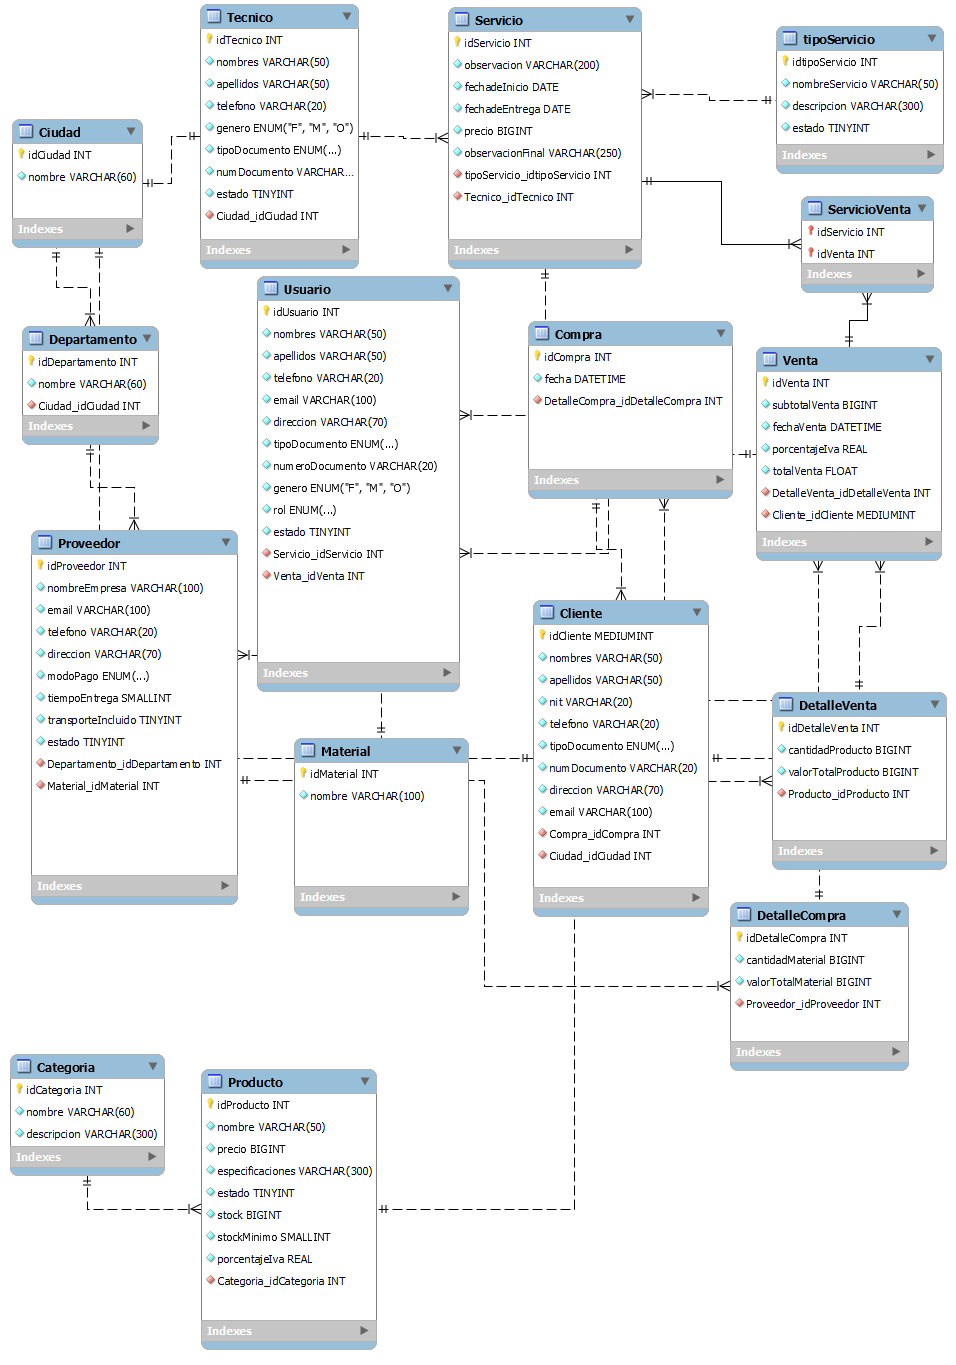 Tecnico
idTecnico INT
nombres VARCHAR(50)
apellidos VARCHAR(50)
telefono VARCHAR(20)
genero ENUM("F", "M", "O")
tipoDocumento ENUM(...)
numDocumento VARCHAR...
estado TINYINT
Ciudad_idCiudad INT
Indexes
Servicio
idServicio INT
observacion VARCHAR(200)
fechadeInicio DATE
fechadeEntrega DATE
precio BIGINT
observacionFinal VARCHAR(250)
tipoServicio_idtipoServicio INT
Tecnico_idTecnico INT
Indexes
tipoServicio
idtipoServicio INT
nombreServicio VARCHAR(50)
descripcion VARCHAR(300)
estado TINYINT
Indexes
Ciudad
idCiudad INT
nombre VARCHAR(60)
Indexes
ServicioVenta
idServicio INT
idVenta INT
Indexes
Usuario
idUsuario INT
nombres VARCHAR(50)
apellidos VARCHAR(50)
telefono VARCHAR(20)
email VARCHAR(100)
direccion VARCHAR(70)
tipoDocumento ENUM(...)
numeroDocumento VARCHAR(20)
genero ENUM("F", "M", "O")
rol ENUM(...)
estado TINYINT
Servicio_idServicio INT
Venta_idVenta INT
Indexes
Departamento
idDepartamento INT
nombre VARCHAR(60)
Ciudad_idCiudad INT
Indexes
Compra
idCompra INT
fecha DATETIME
DetalleCompra_idDetalleCompra INT
Indexes
Venta
idVenta INT
subtotalVenta BIGINT
fechaVenta DATETIME
porcentajeIva REAL
totalVenta FLOAT
DetalleVenta_idDetalleVenta INT
Cliente_idCliente MEDIUMINT
Indexes
Proveedor
idProveedor INT
nombreEmpresa VARCHAR(100)
email VARCHAR(100)
telefono VARCHAR(20)
direccion VARCHAR(70)
modoPago ENUM(...)
tiempoEntrega SMALLINT
transporteIncluido TINYINT
estado TINYINT
Departamento_idDepartamento INT
Material_idMaterial INT
Indexes
Cliente
idCliente MEDIUMINT
nombres VARCHAR(50)
apellidos VARCHAR(50)
nit VARCHAR(20)
telefono VARCHAR(20)
tipoDocumento ENUM(...)
numDocumento VARCHAR(20)
direccion VARCHAR(70)
email VARCHAR(100)
Compra_idCompra INT
Ciudad_idCiudad INT
Indexes
Material
idMaterial INT
nombre VARCHAR(100)
Indexes
DetalleVenta
idDetalleVenta INT
cantidadProducto BIGINT
valorTotalProducto BIGINT
Producto_idProducto INT
Indexes
DetalleCompra
idDetalleCompra INT
cantidadMaterial BIGINT
valorTotalMaterial BIGINT
Proveedor_idProveedor INT
Indexes
Categoria
idCategoria INT
nombre VARCHAR(60)
descripcion VARCHAR(300)
Indexes
Producto
idProducto INT
nombre VARCHAR(50)
precio BIGINT
especificaciones VARCHAR(300)
estado TINYINT
stock BIGINT
stockMinimo SMALLINT
porcentajeIva REAL
Categoria_idCategoria INT
Indexes